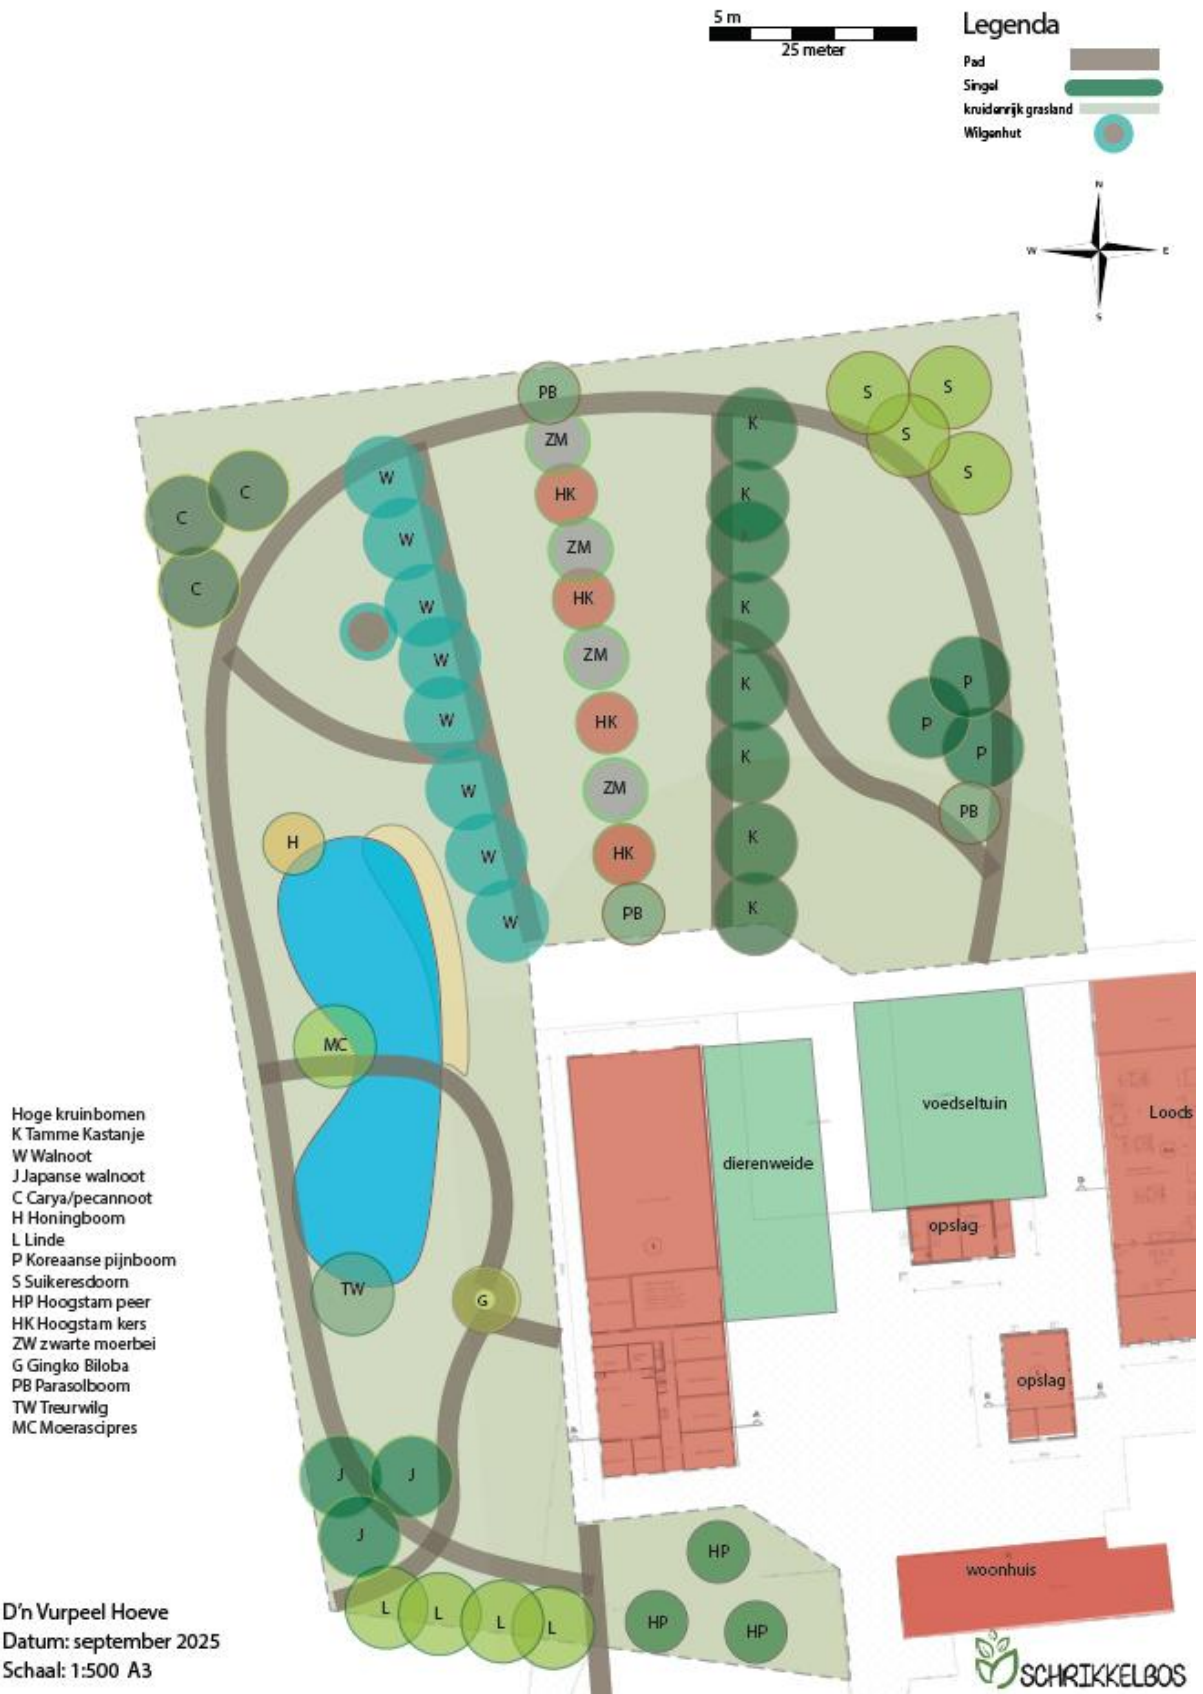 5 m
25 meter
Legenda
Pad
Singel
kruidenrijk grasland
Wilgenhut
N
W
E
S
PB
K
S
S
ZM
S
C
W
HK
K
S
C
W
ZM
C
W
HK
K
W
ZM
P
W
HK
K
P
P
W
ZM
K
PB
H
W
HK
K
W
PB
K
MC
voedseltuin
Loods
dierenweide
opslag
TW
G
opslag
J
J
J
HP
woonhuis
L
L
L
L
HP
HP
Hoge kruinbomen
K Tamme Kastanje
W Walnoot
J Japanse walnoot
C Carya/pecannoot
H Honingboom
L Linde
P Koreaanse pijnboom
S Suikeresdoorn
HP Hoogstam peer
HK Hoogstam kers
ZW zwarte moerbei
G Gingko Biloba
PB Parasolboom
TW Treurwilg
MC Moerascipres
D'n Vurpeel Hoeve
Datum: september 2025
Schaal: 1:500 A3
SCHRIKKELBOS